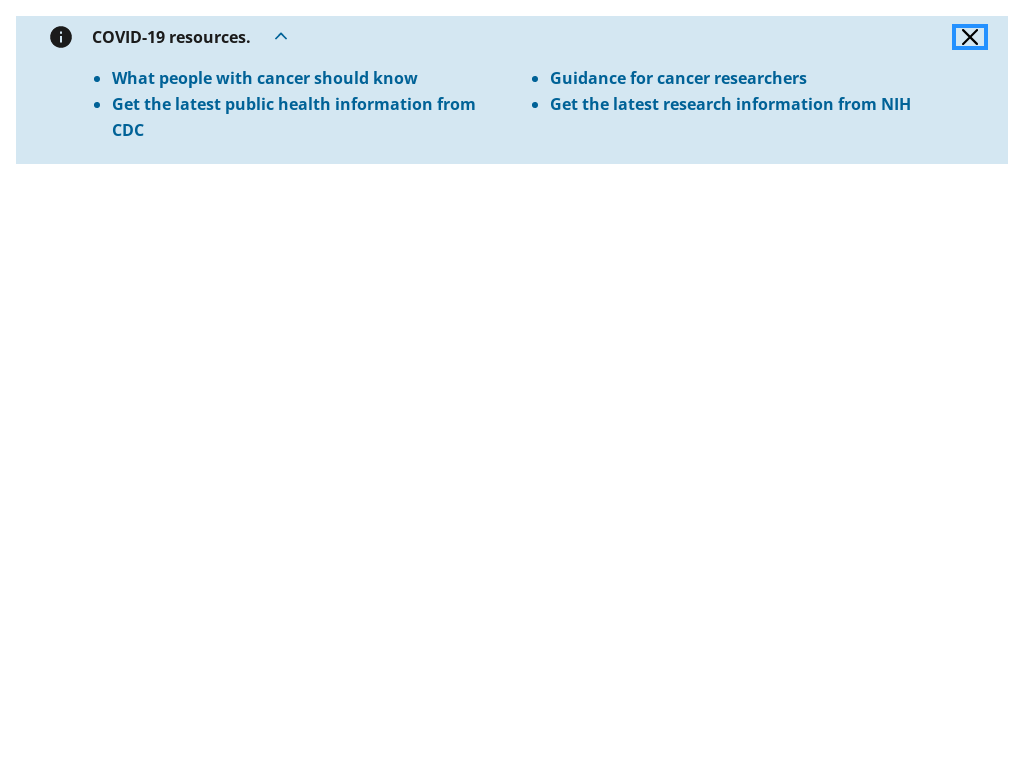 COVID-19 resources.
What people with cancer should know
Get the latest public health information from
CDC
Guidance for cancer researchers
Get the latest research information from NIH